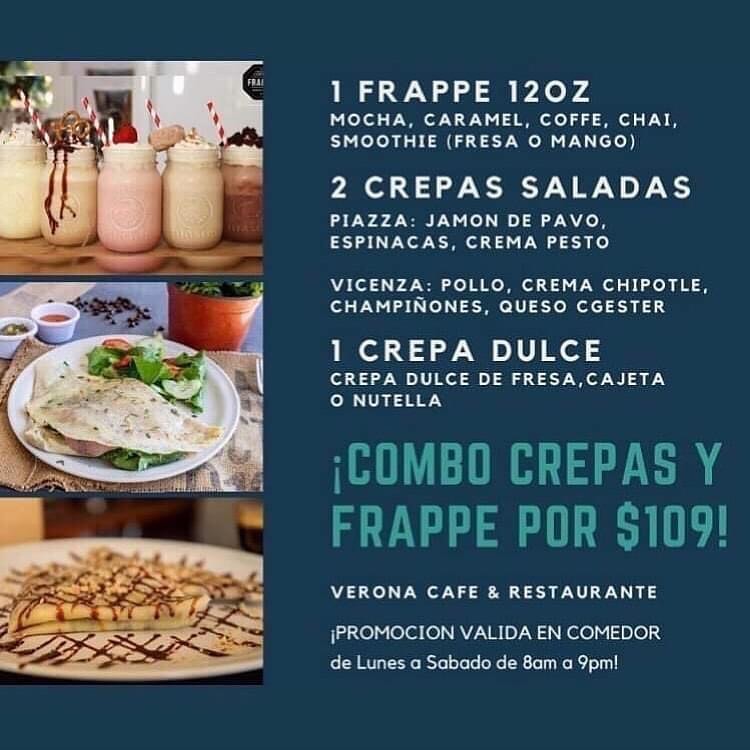 1 FRAPPE 12OZ
MOCHA, CARAMEL, COFFE, CHAI,
SMOOTHIE (FRESA O MANGO)
2 CREPAS SALADAS
PIAZZA: JAMON DE PAVO,
ESPINACAS, CREMA PESTO
VICENZA: POLLO, CREMA CHIPOTLE,
CHAMPIÑONES, QUESO CGESTER
1 CREPA DULCE
CREPA DULCE DE FRESA,CAJETA
O NUTELLA
¡COMBO CREPAS Y
FRAPPE POR $109!
VERONA CAFE & RESTAURANTE
¡PROMOCION VALIDA EN COMEDOR
de Lunes a Sabado de 8am a 9pm!